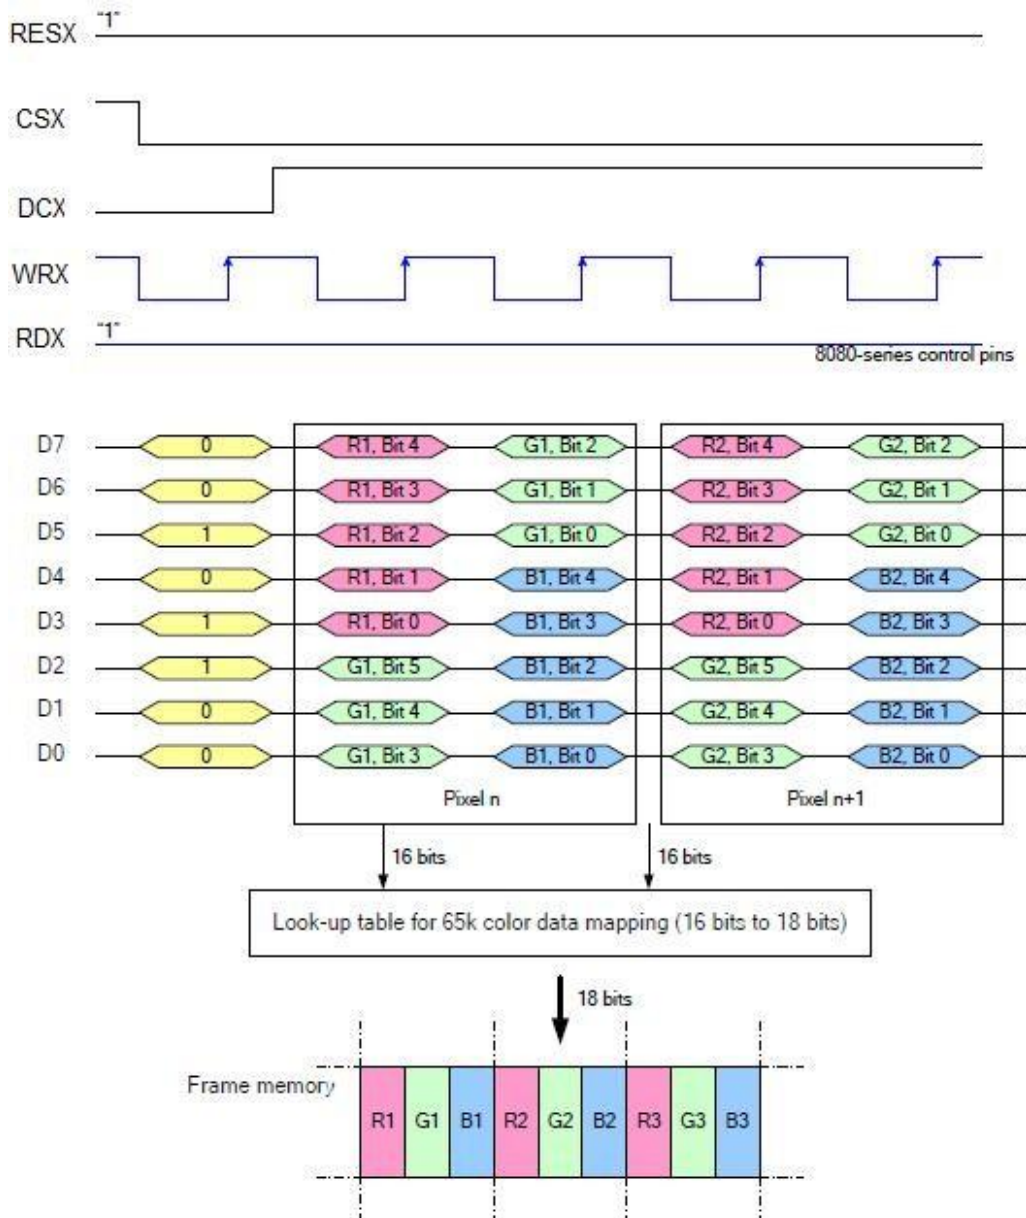 RESX "1"
CSX
DCX
WRX
RDX "1"
8080-series control pins
D7 0 R1, Bit 4 G1, Bit 2 R2, Bit 4 G2, Bit 2
D6 0 R1, Bit 3 G1, Bit 1 R2, Bit 3 G2, Bit 1
D5 1 R1, Bit 2 G1, Bit 0 R2, Bit 2 G2, Bit 0
D4 0 R1, Bit 1 B1, Bit 4 R2, Bit 1 B2, Bit 4
D3 1 R1, Bit 0 B1, Bit 3 R2, Bit 0 B2, Bit 3
D2 1 G1, Bit 5 B1, Bit 2 G2, Bit 5 B2, Bit 2
D1 0 G1, Bit 4 B1, Bit 1 G2, Bit 4 B2, Bit 1
D0 0 G1, Bit 3 B1, Bit 0 G2, Bit 3 B2, Bit 0
Pixel n Pixel n+1
16 bits 16 bits
Look-up table for 65k color data mapping (16 bits to 18 bits)
18 bits
Frame memory
R1 G1 B1 R2 G2 B2 R3 G3 B3